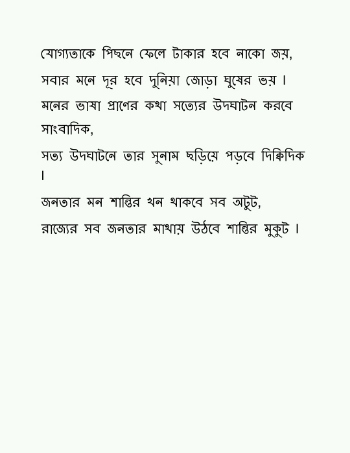 যোগ্যতাকে পিছনে ফেলে টাকার হবে নাকো জয়,
সবার মনে দূর হবে দুনিয়া জোড়া ঘুষের ভয় ।
মনের ভাষা প্রাণের কথা সত্যের উদঘাটন করবে
সাংবাদিক,
সত্য উদঘাটনে তার সুনাম ছড়িয়ে পড়বে দিকিদিক
।
জনতার মন শান্তির থন থাকবে সব অটুট,
রাজ্যের সব জনতার মাথায় উঠবে শান্তির মুকুট ।